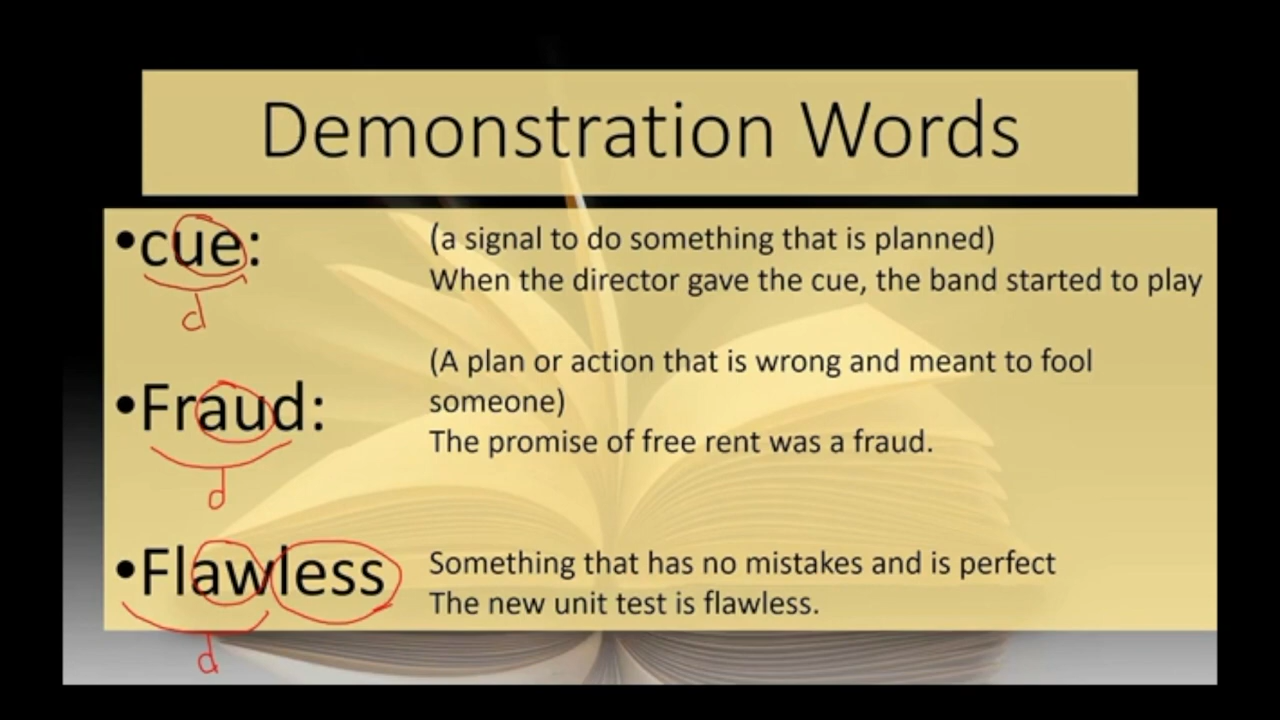 Demonstration Words
•cue:
(a signal to do something that is planned)
When the director gave the cue, the band started to play
d
•Fraud:
(A plan or action that is wrong and meant to fool
someone)
The promise of free rent was a fraud.
d
•Flawless
Something that has no mistakes and is perfect
The new unit test is flawless.
d